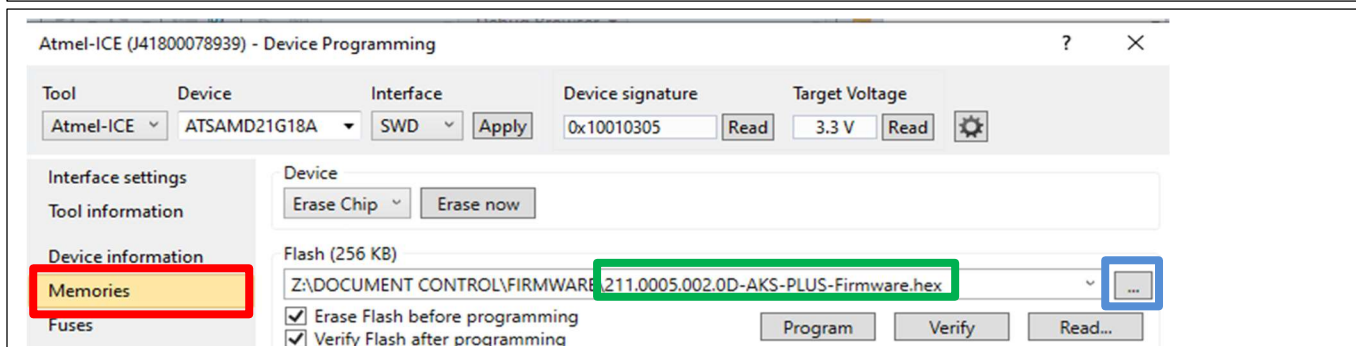 Atmel-ICE (J41800078939) - Device Programming ? ×
Tool Device Interface Device signature Target Voltage
Atmel-ICE ATSAMD21G18A SWD Apply 0x10010305 Read 3.3 V Read
Interface settings
Tool information
Device information
Memories
Fuses
Device
Erase Chip Erase now
Flash (256 KB)
Z:\DOCUMENT CONTROL\FIRMWARE\211.0005.002.0D-AKS-PLUS-Firmware.hex ...
Erase Flash before programming
Verify Flash after programming
Program Verify Read...